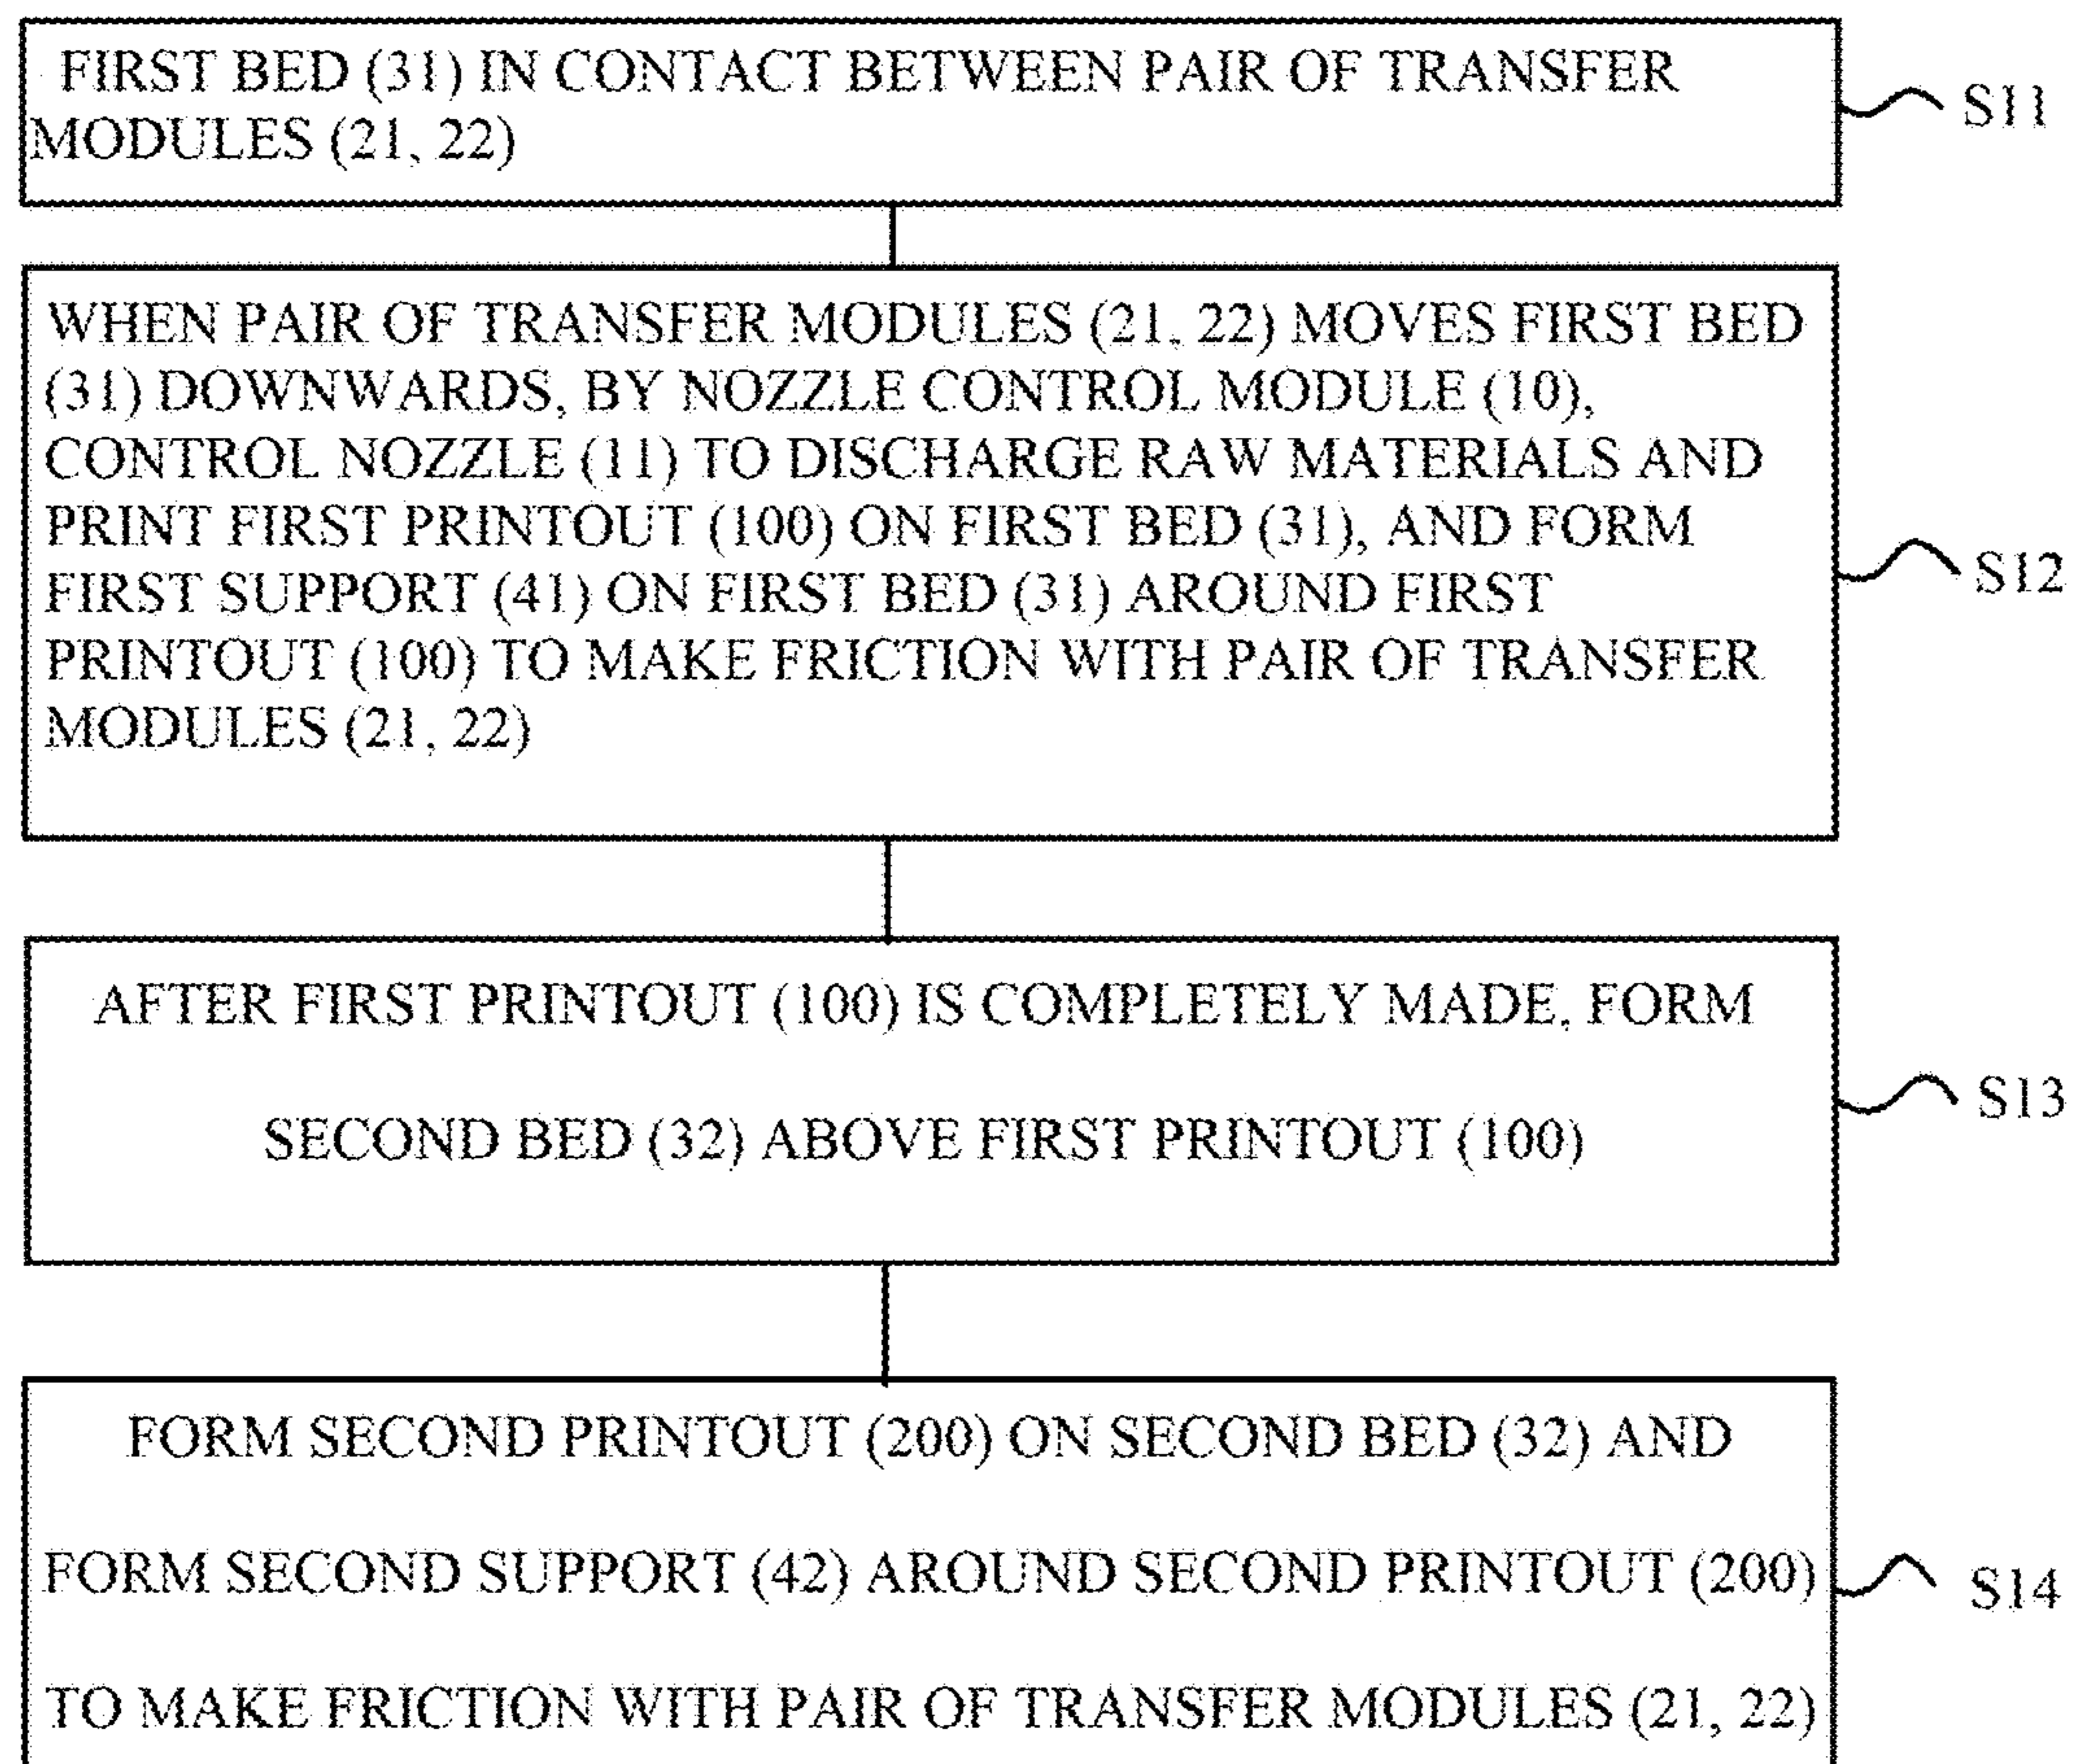 FIRST BED (31) IN CONTACT BETWEEN PAIR OF TRANSFER
MODULES (21, 22)
S11
WHEN PAIR OF TRANSFER MODULES (21, 22) MOVES FIRST BED
(31) DOWNWARDS, BY NOZZLE CONTROL MODULE (10),
CONTROL NOZZLE (11) TO DISCHARGE RAW MATERIALS AND
PRINT FIRST PRINTOUT (100) ON FIRST BED (31), AND FORM
FIRST SUPPORT (41) ON FIRST BED (31) AROUND FIRST
PRINTOUT (100) TO MAKE FRICTION WITH PAIR OF TRANSFER
MODULES (21, 22)
S12
AFTER FIRST PRINTOUT (100) IS COMPLETELY MADE, FORM
SECOND BED (32) ABOVE FIRST PRINTOUT (100)
S13
FORM SECOND PRINTOUT (200) ON SECOND BED (32) AND
FORM SECOND SUPPORT (42) AROUND SECOND PRINTOUT (200)
TO MAKE FRICTION WITH PAIR OF TRANSFER MODULES (21, 22)
S14